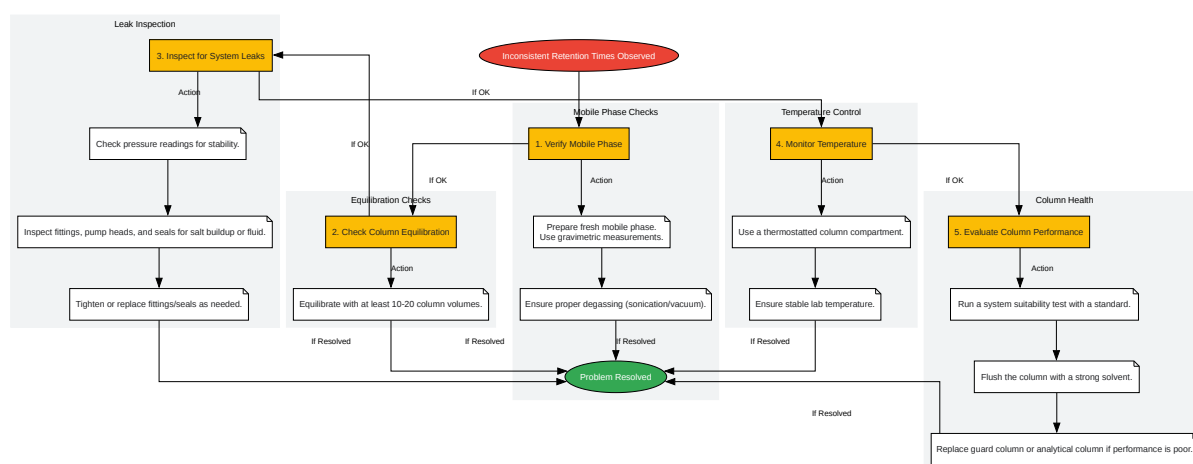 Leak Inspection
3. Inspect for System Leaks
Inconsistent Retention Times Observed
Action
If OK
Mobile Phase Checks
Temperature Control
Check pressure readings for stability.
If OK
1. Verify Mobile Phase
4. Monitor Temperature
If OK
Action
Action
If OK
Equilibration Checks
Column Health
Inspect fittings, pump heads, and seals for salt buildup or fluid.
2. Check Column Equilibration
Prepare fresh mobile phase.
Use gravimetric measurements.
Use a thermostatted column compartment.
5. Evaluate Column Performance
Action
Action
Tighten or replace fittings/seals as needed.
Equilibrate with at least 10-20 column volumes.
Ensure proper degassing (sonication/vacuum).
Ensure stable lab temperature.
Run a system suitability test with a standard.
If Resolved
If Resolved
If Resolved
If Resolved
Problem Resolved
Flush the column with a strong solvent.
If Resolved
Replace guard column or analytical column if performance is poor.